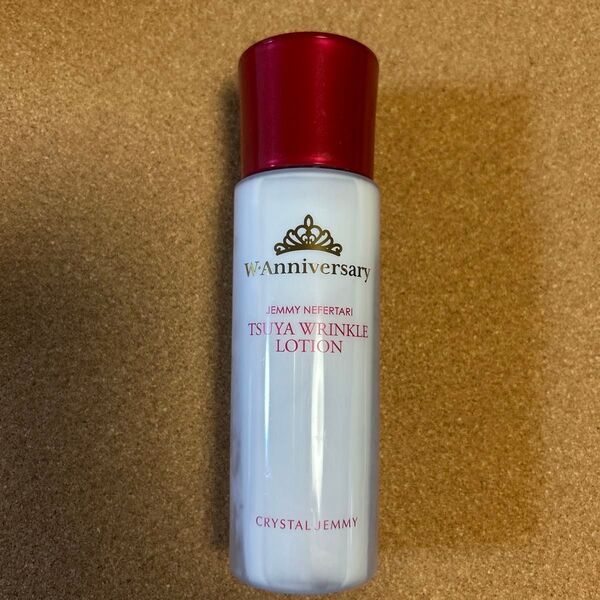 W·Anniversary
JEMMY NEFERTARI
TSUYA WRINKLE
LOTION
CRYSTAL JEMMY